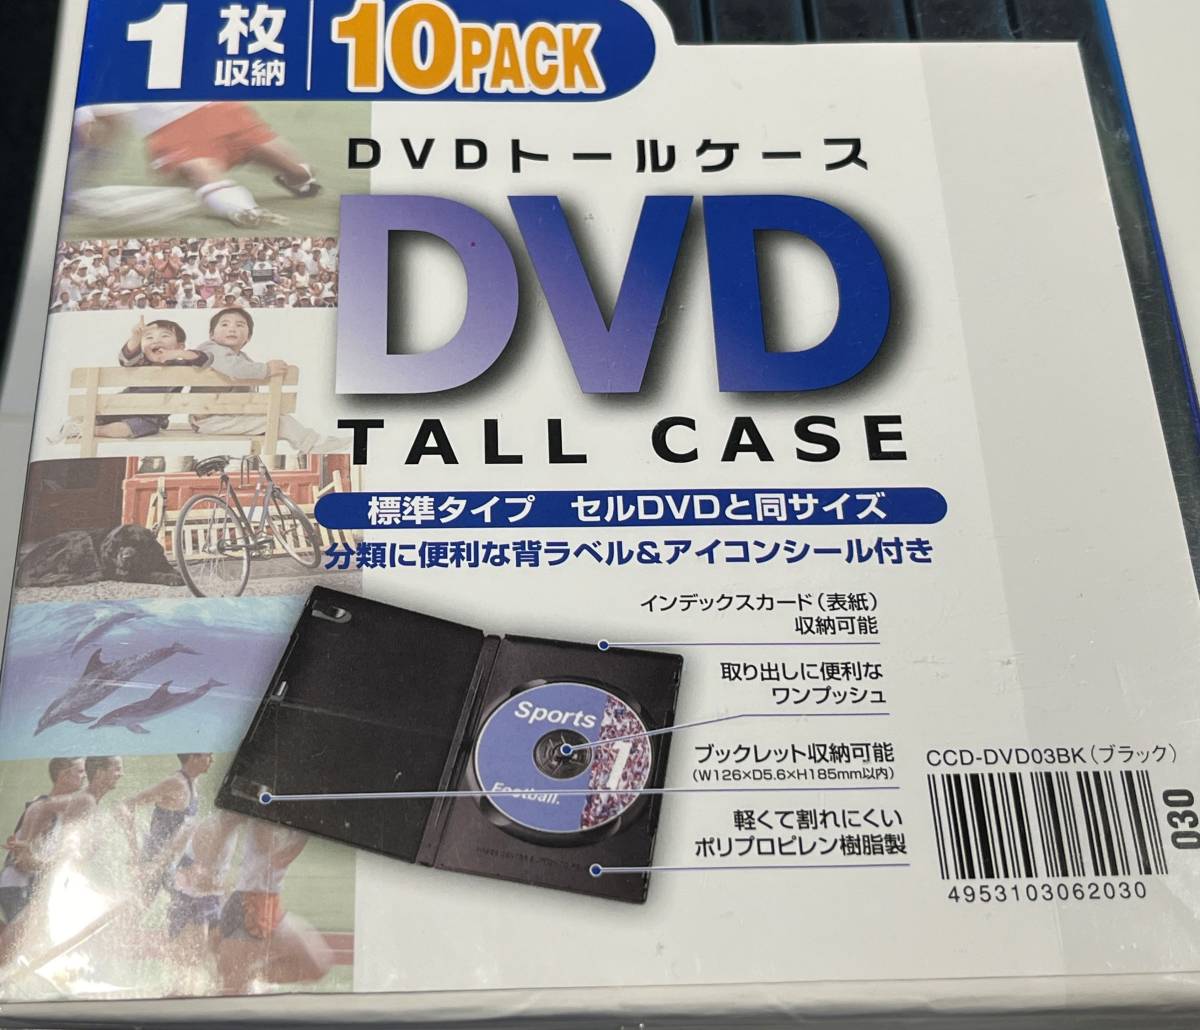 1枚収納 10PACK
DVDトールケース
DVD
TALL CASE
標準タイプ セルDVDと同サイズ
分類に便利な背ラベル&アイコンシール付き
インデックスカード(表紙)
収納可能
取り出しに便利な
ワンプッシュ
Sports
1
Football.
ブックレット収納可能
(W126×D5.6×H185mm以内)
軽くて割れにくい
ポリプロピレン樹脂製
CCD-DVD03BK(ブラック)
030
4953103062030